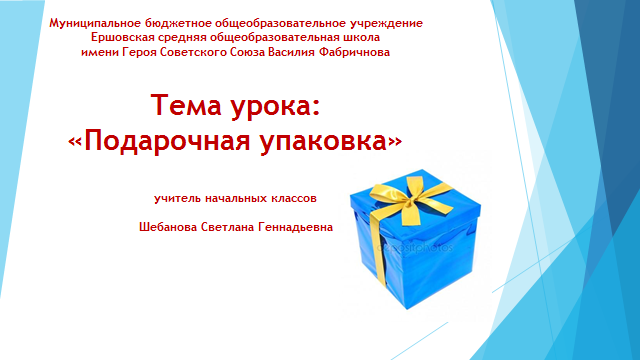 Муниципальное бюджетное общеобразовательное учреждение
Ершовская средняя общеобразовательная школа
имени Героя Советского Союза Василия Фабричнова
Тема урока:
«Подарочная упаковка»
учитель начальных классов
Шебанова Светлана Геннадьевна